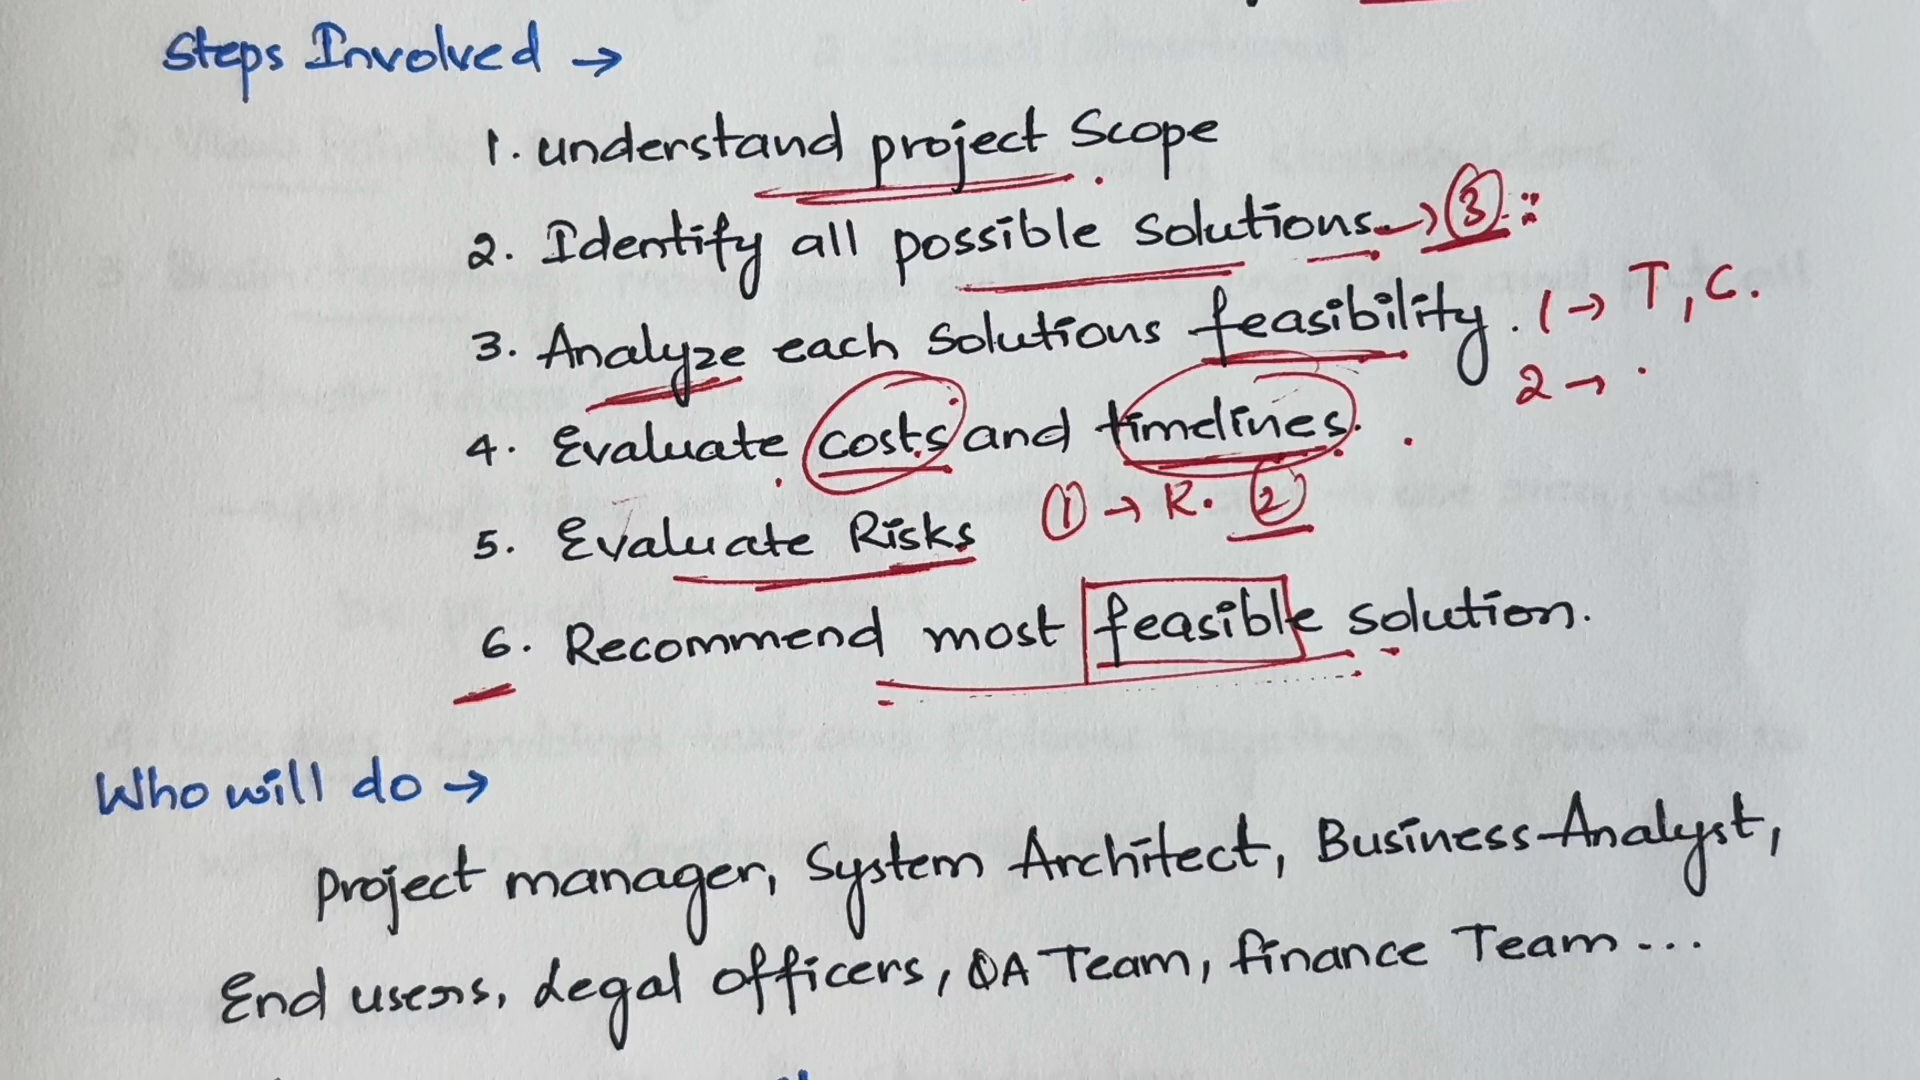 Steps Involved →
1. understand project Scope
2. Identify all possible solutions → 3
3. Analyze each Solutions feasibility. 1 → T, C.
2 →
4. Evaluate costs and timelines.
5. Evaluate Risks 1 → R. 2
6. Recommend most feasible solution.
Who will do →
Project manager, System Architect, Business-Analyst,
End users, Legal officers, QA Team, finance Team ...